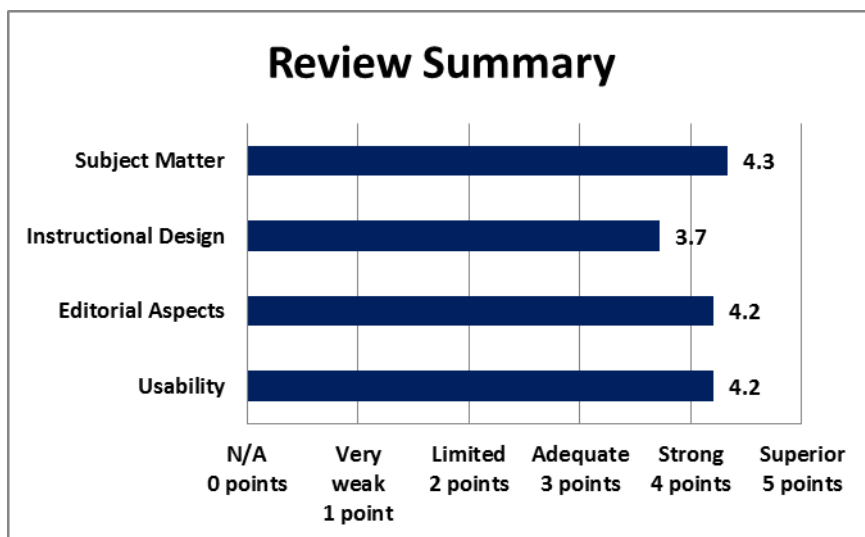 Review Summary
Subject Matter
4.3
Instructional Design
3.7
Editorial Aspects
4.2
Usability
4.2
N/A
0 points
Very
weak
1 point
Limited
2 points
Adequate
3 points
Strong
4 points
Superior
5 points